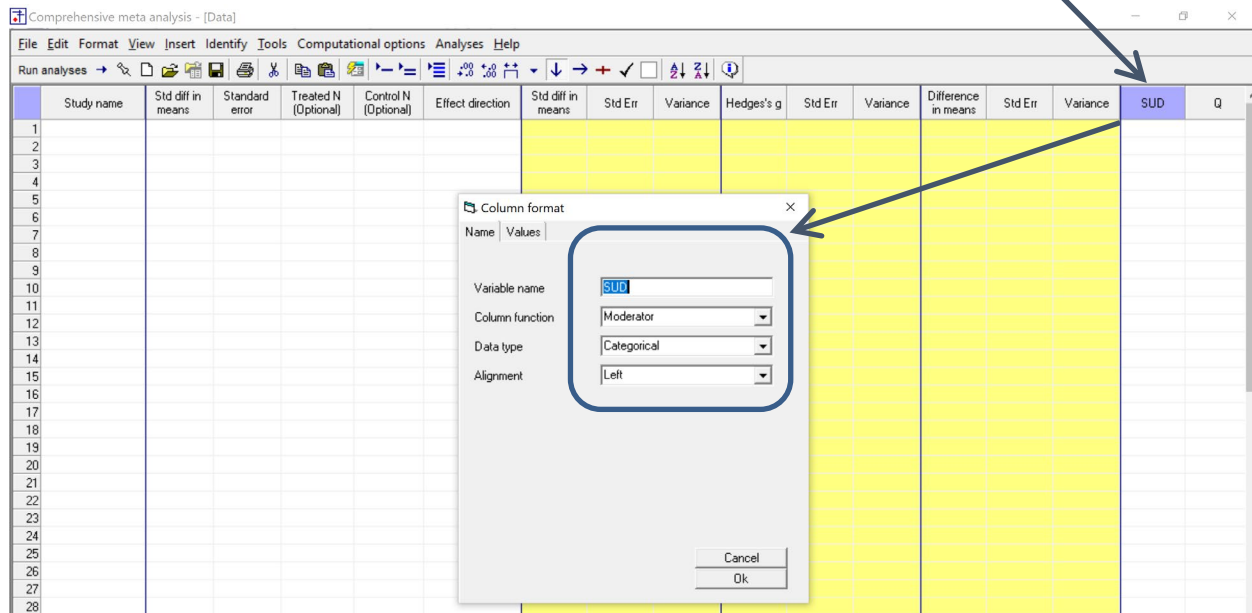 Comprehensive meta analysis - [Data]
File Edit Format View Insert Identify Tools Computational options Analyses Help
Run analyses
Study name Std diff in means Standard error Treated N (Optional) Control N (Optional) Effect direction Std diff in means Std Err Variance Hedges's g Std Err Variance Difference in means Std Err Variance SUD Q
1
2
3
4
5
6
7
8
9
10
11
12
13
14
15
16
17
18
19
20
21
22
23
24
25
26
27
28
Column format
Name Values
Variable name SUD
Column function Moderator
Data type Categorical
Alignment Left
Cancel
Ok